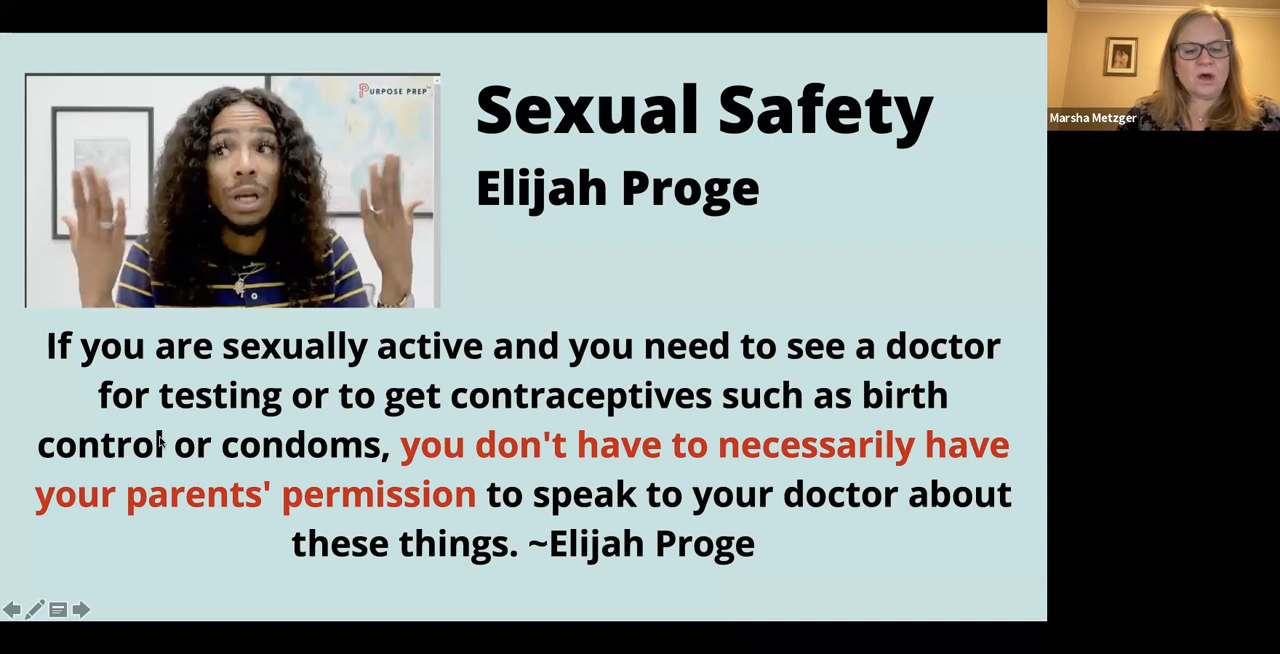 PURPOSE PREP
Sexual Safety
Elijah Proge
If you are sexually active and you need to see a doctor
for testing or to get contraceptives such as birth
control or condoms, you don't have to necessarily have
your parents' permission to speak to your doctor about
these things. ~Elijah Proge
Marsha Metzger